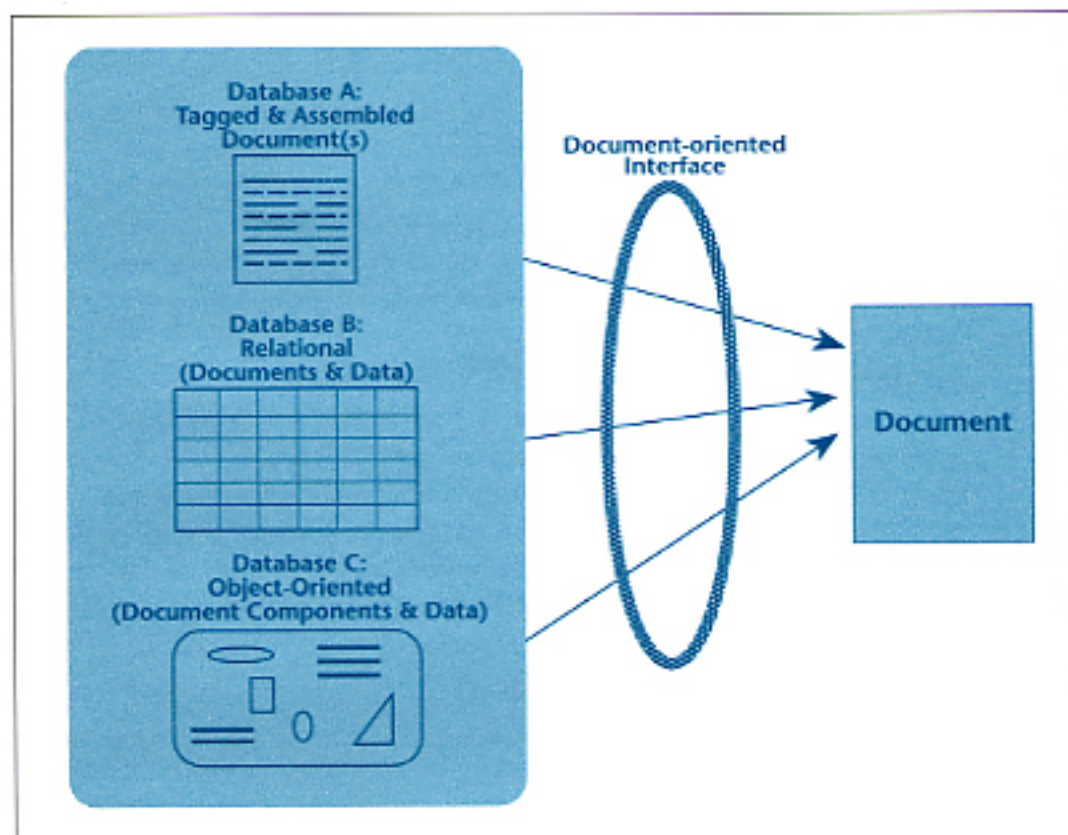 Database A:
Tagged & Assembled
Document(s)
Document-oriented
Interface
Database B:
Relational
(Documents & Data)
Document
Database C:
Object-Oriented
(Document Components & Data)